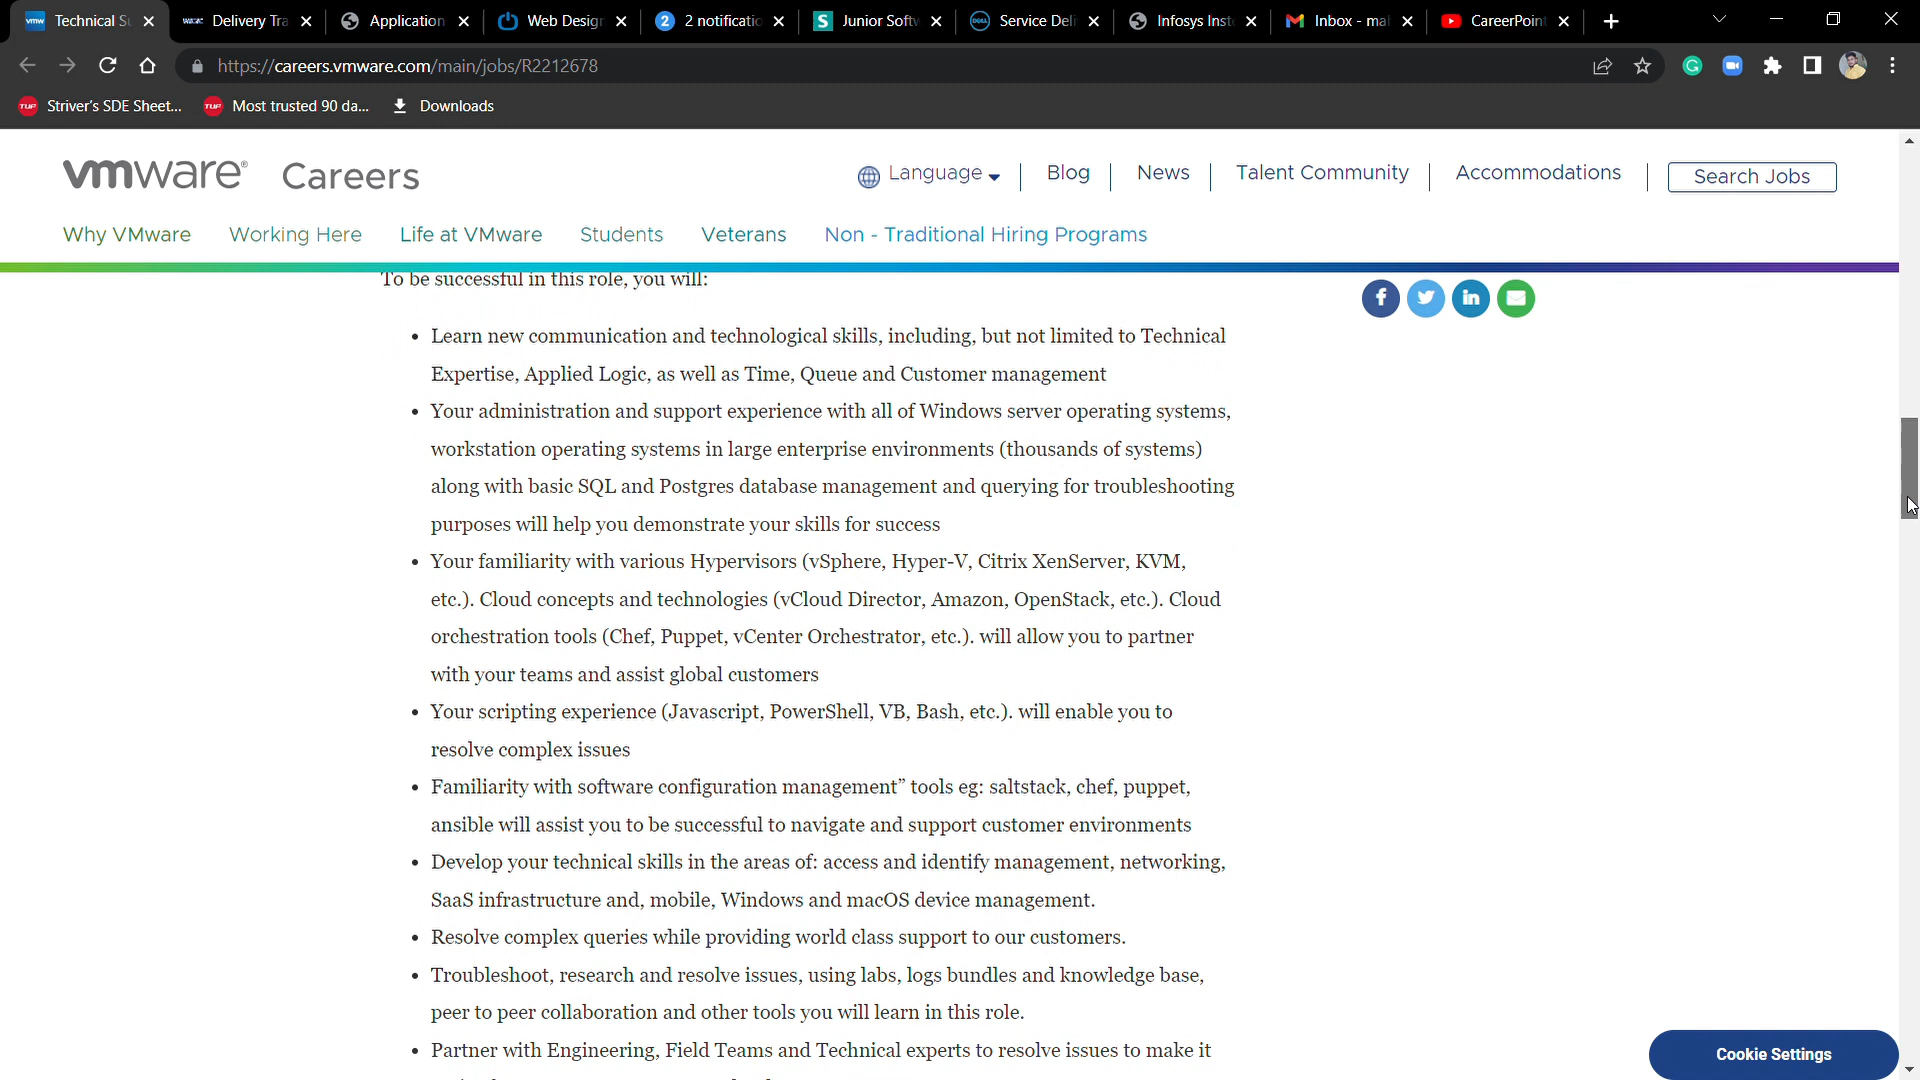 Technical Su
Delivery Tra
Application
Web Design
2 notificatio
Junior Softw
Service Deli
Infosys Inst
Inbox - mah
CareerPoint
https://careers.vmware.com/main/jobs/R2212678
Striver's SDE Sheet...
Most trusted 90 da...
Downloads
vmware® Careers
Language
Blog
News
Talent Community
Accommodations
Search Jobs
Why VMware
Working Here
Life at VMware
Students
Veterans
Non - Traditional Hiring Programs
To be successful in this role, you will:
• Learn new communication and technological skills, including, but not limited to Technical
Expertise, Applied Logic, as well as Time, Queue and Customer management
• Your administration and support experience with all of Windows server operating systems,
workstation operating systems in large enterprise environments (thousands of systems)
along with basic SQL and Postgres database management and querying for troubleshooting
purposes will help you demonstrate your skills for success
• Your familiarity with various Hypervisors (vSphere, Hyper-V, Citrix XenServer, KVM,
etc.). Cloud concepts and technologies (vCloud Director, Amazon, OpenStack, etc.). Cloud
orchestration tools (Chef, Puppet, vCenter Orchestrator, etc.). will allow you to partner
with your teams and assist global customers
• Your scripting experience (Javascript, PowerShell, VB, Bash, etc.). will enable you to
resolve complex issues
• Familiarity with software configuration management” tools eg: saltstack, chef, puppet,
ansible will assist you to be successful to navigate and support customer environments
• Develop your technical skills in the areas of: access and identify management, networking,
SaaS infrastructure and, mobile, Windows and macOS device management.
• Resolve complex queries while providing world class support to our customers.
• Troubleshoot, research and resolve issues, using labs, logs bundles and knowledge base,
peer to peer collaboration and other tools you will learn in this role.
• Partner with Engineering, Field Teams and Technical experts to resolve issues to make it
Cookie Settings